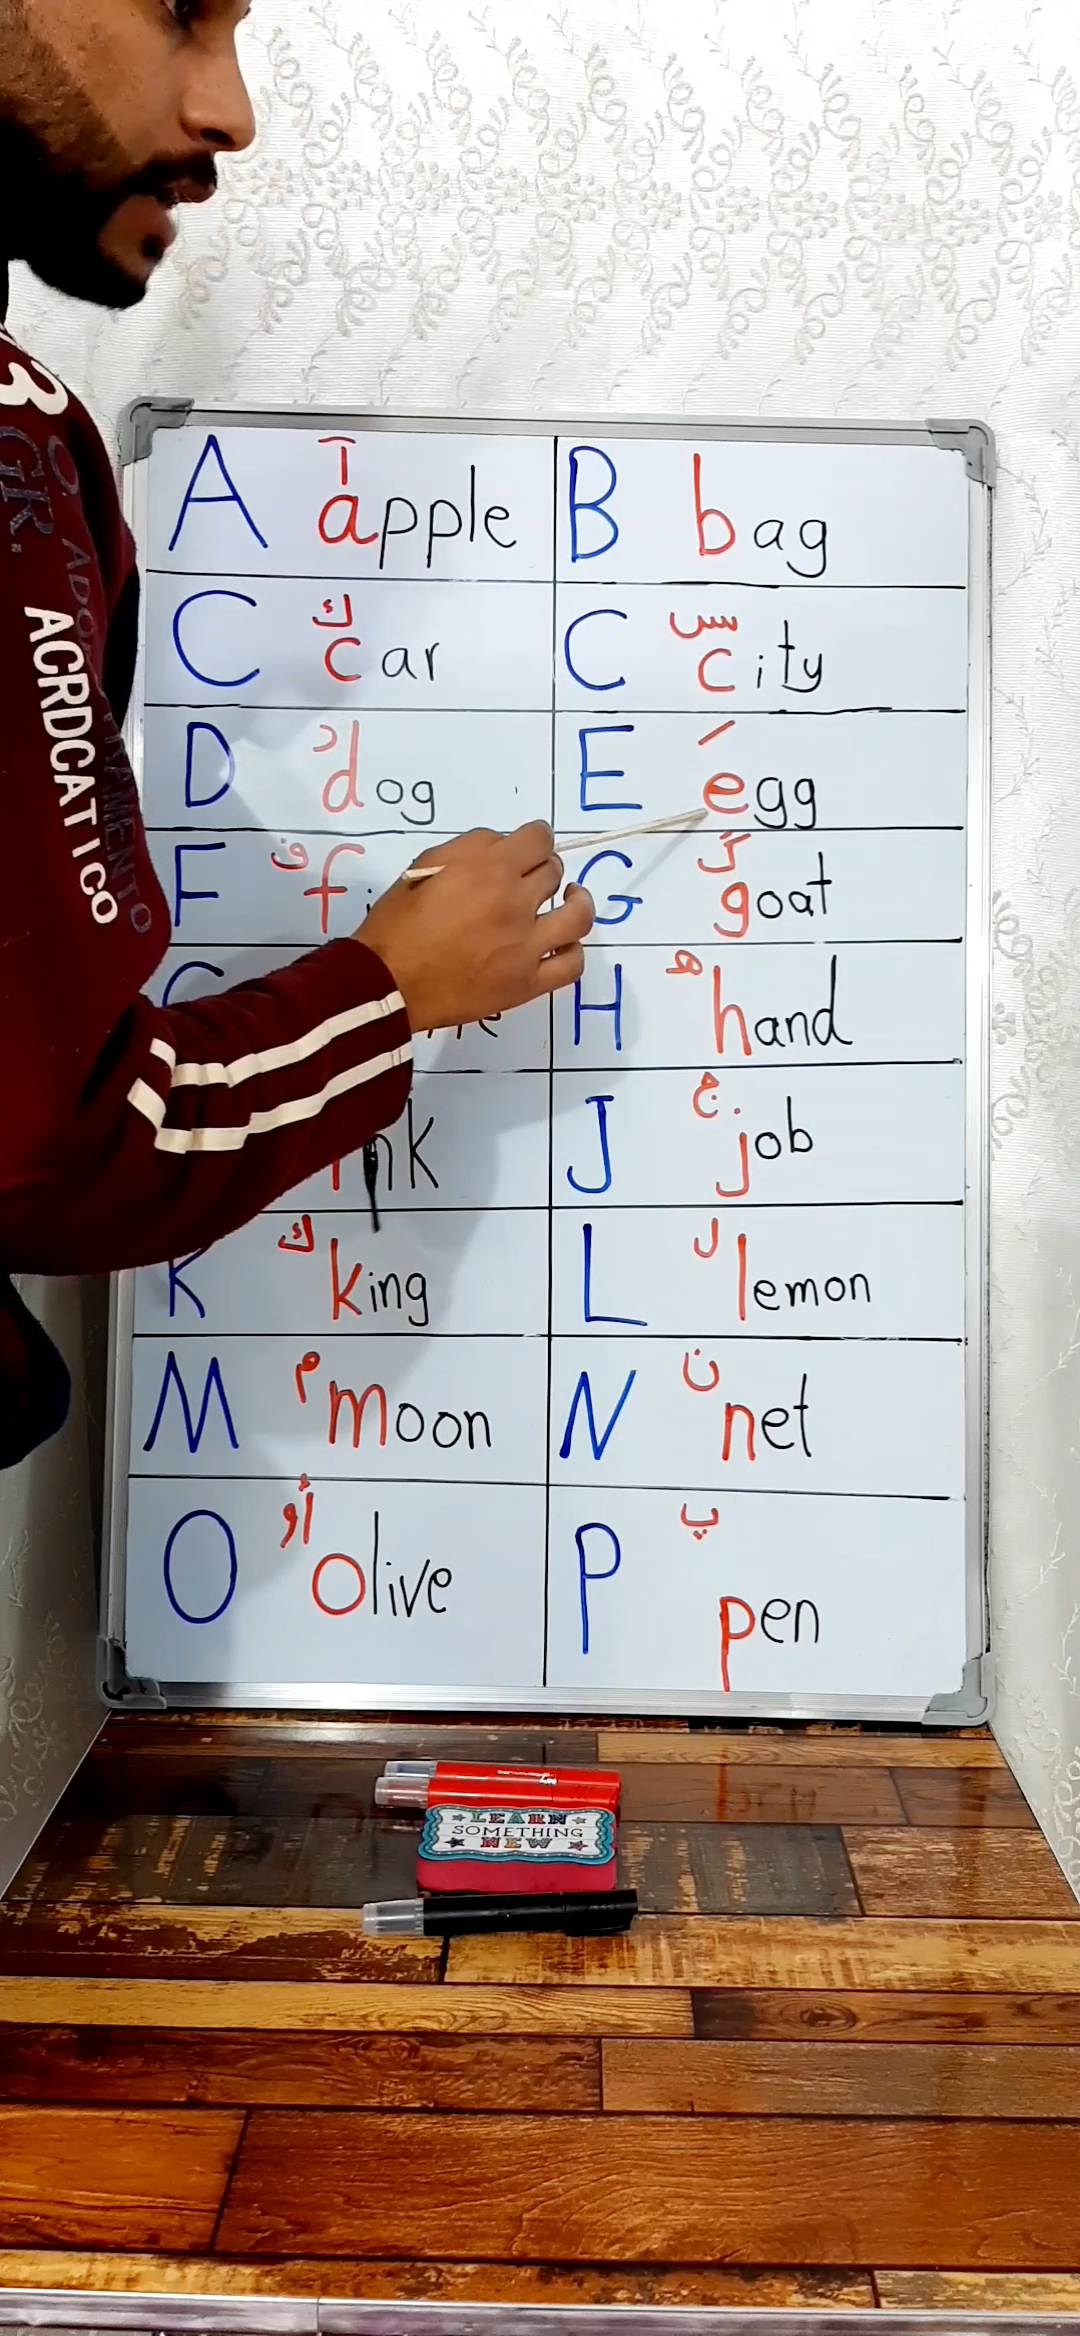 A آ apple B bag
C ك car C س city
D د dog E / egg
F ف f G گ goat
H ه hand
ink J ج job
K ك king L ل lemon
M م moon N ن net
O أو olive P پ pen
ACRDCATICO
LEARN
SOMETHING
NEW